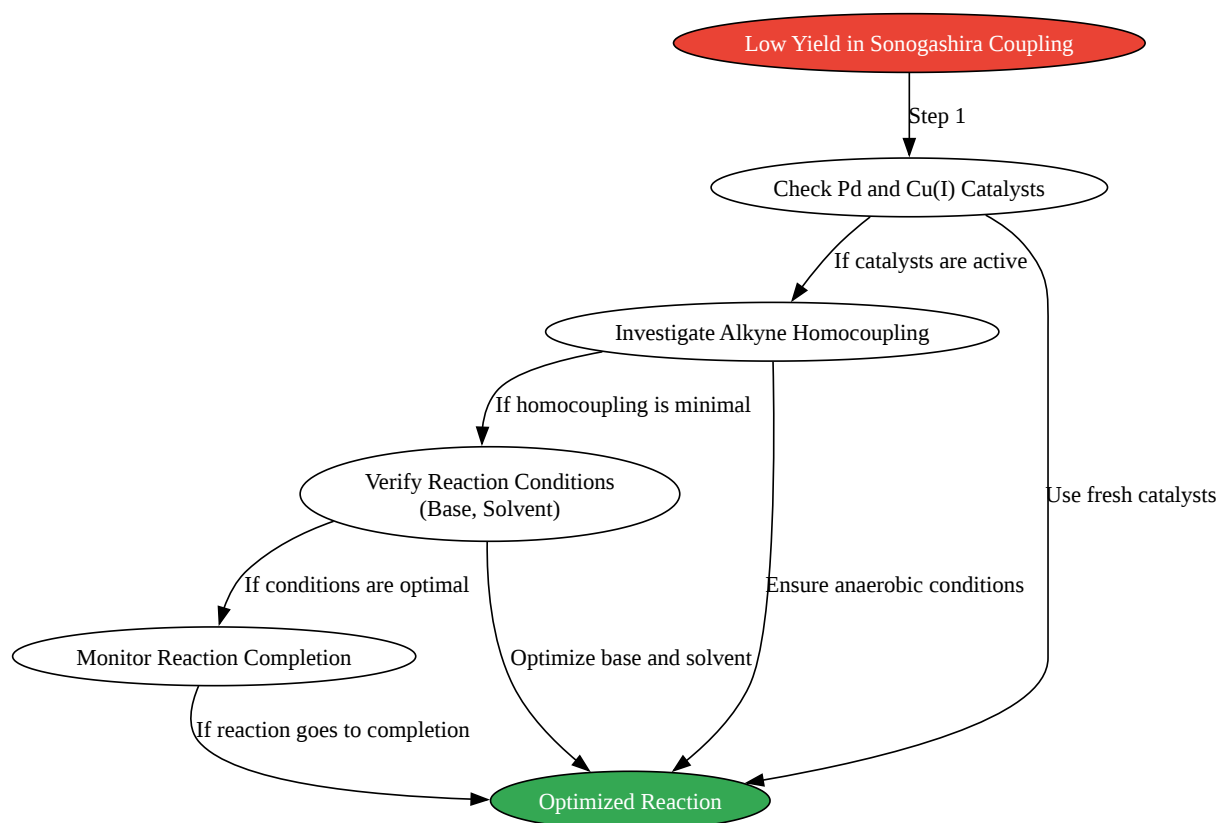 Low Yield in Sonogashira Coupling
Step 1
Check Pd and Cu(I) Catalysts
If catalysts are active
Investigate Alkyne Homocoupling
If homocoupling is minimal
Verify Reaction Conditions
(Base, Solvent)
Use fresh catalysts
If conditions are optimal
Ensure anaerobic conditions
Monitor Reaction Completion
Optimize base and solvent
If reaction goes to completion
Optimized Reaction